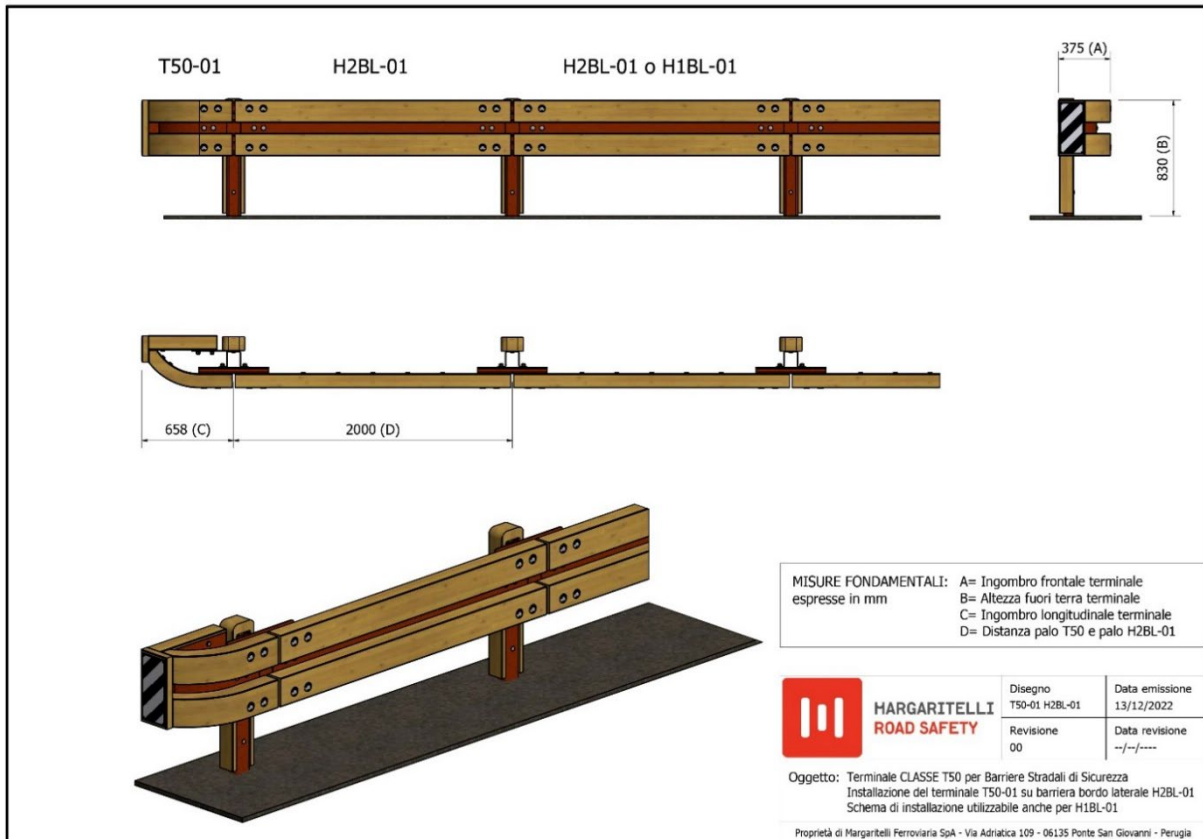 T50-01 H2BL-01 H2BL-01 o H1BL-01
375 (A)
830 (B)
658 (C) 2000 (D)
MISURE FONDAMENTALI:
espresse in mm
A= Ingombro frontale terminale
B= Altezza fuori terra terminale
C= Ingombro longitudinale terminale
D= Distanza palo T50 e palo H2BL-01
MARGARITELLI
ROAD SAFETY
Disegno
T50-01 H2BL-01
Data emissione
13/12/2022
Revisione
00
Data revisione
--/--/----
Oggetto: Terminale CLASSE T50 per Barriere Stradali di Sicurezza
Installazione del terminale T50-01 su barriera bordo laterale H2BL-01
Schema di installazione utilizzabile anche per H1BL-01
Proprietà di Margaritelli Ferroviaria SpA - Via Adriatica 109 - 06135 Ponte San Giovanni - Perugia